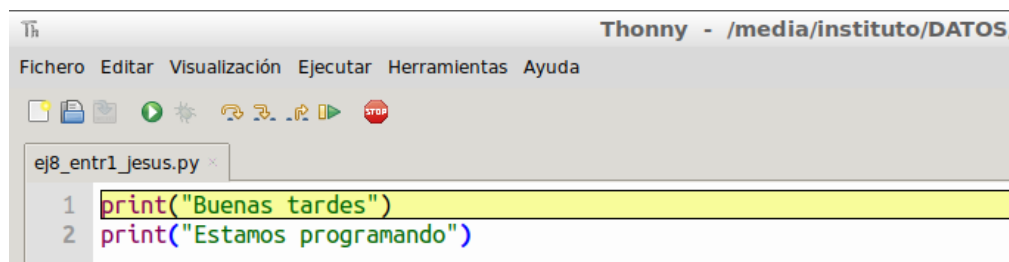 Th Thonny - /media/instituto/DATOS
Fichero Editar Visualización Ejecutar Herramientas Ayuda
STOP
ej8_entr1_jesus.py ×
1 print("Buenas tardes")
2 print("Estamos programando")